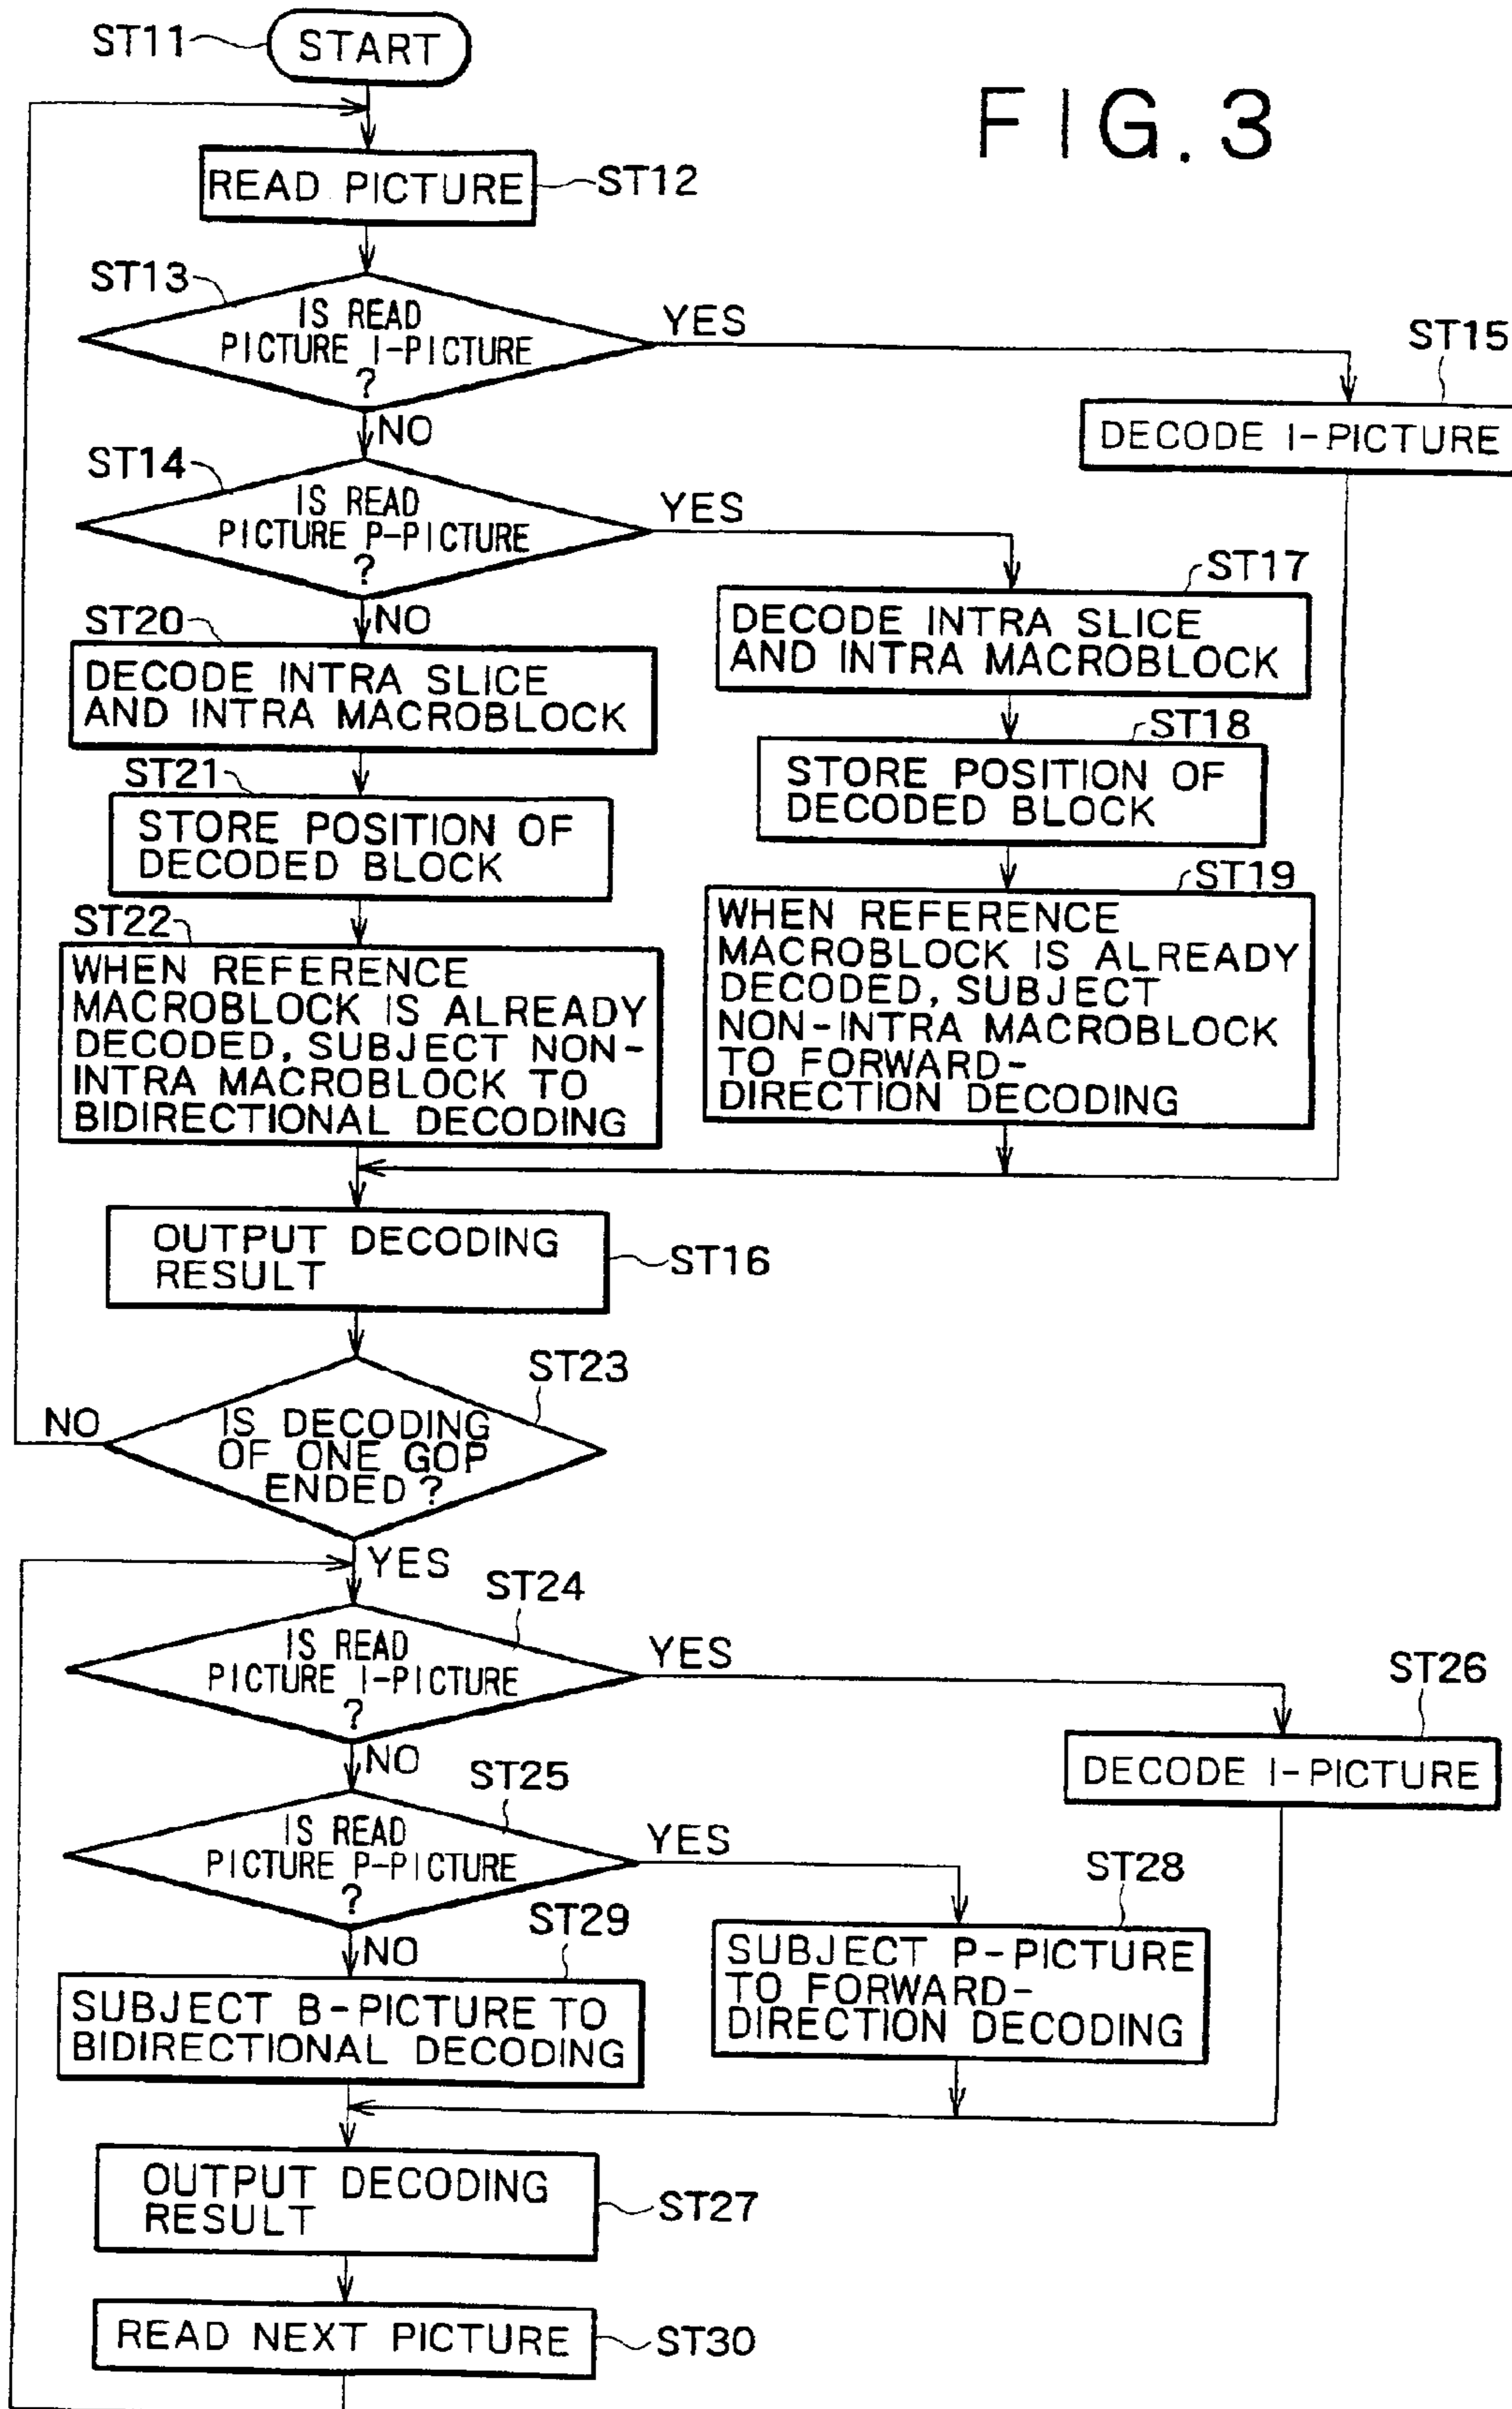 FIG. 3
ST11
START
READ PICTURE
ST12
ST13
IS READ
PICTURE I-PICTURE
?
YES
NO
ST15
DECODE I-PICTURE
ST14
IS READ
PICTURE P-PICTURE
?
YES
NO
ST17
DECODE INTRA SLICE
AND INTRA MACROBLOCK
ST18
STORE POSITION OF
DECODED BLOCK
ST19
WHEN REFERENCE
MACROBLOCK IS ALREADY
DECODED, SUBJECT
NON-INTRA MACROBLOCK
TO FORWARD-
DIRECTION DECODING
ST20
DECODE INTRA SLICE
AND INTRA MACROBLOCK
ST21
STORE POSITION OF
DECODED BLOCK
ST22
WHEN REFERENCE
MACROBLOCK IS ALREADY
DECODED, SUBJECT NON-
INTRA MACROBLOCK TO
BIDIRECTIONAL DECODING
OUTPUT DECODING
RESULT
ST16
ST23
NO
IS DECODING
OF ONE GOP
ENDED?
YES
ST24
IS READ
PICTURE I-PICTURE
?
YES
NO
ST26
DECODE I-PICTURE
ST25
IS READ
PICTURE P-PICTURE
?
YES
NO
ST28
SUBJECT P-PICTURE
TO FORWARD-
DIRECTION DECODING
ST29
SUBJECT B-PICTURE TO
BIDIRECTIONAL DECODING
OUTPUT DECODING
RESULT
ST27
READ NEXT PICTURE
ST30